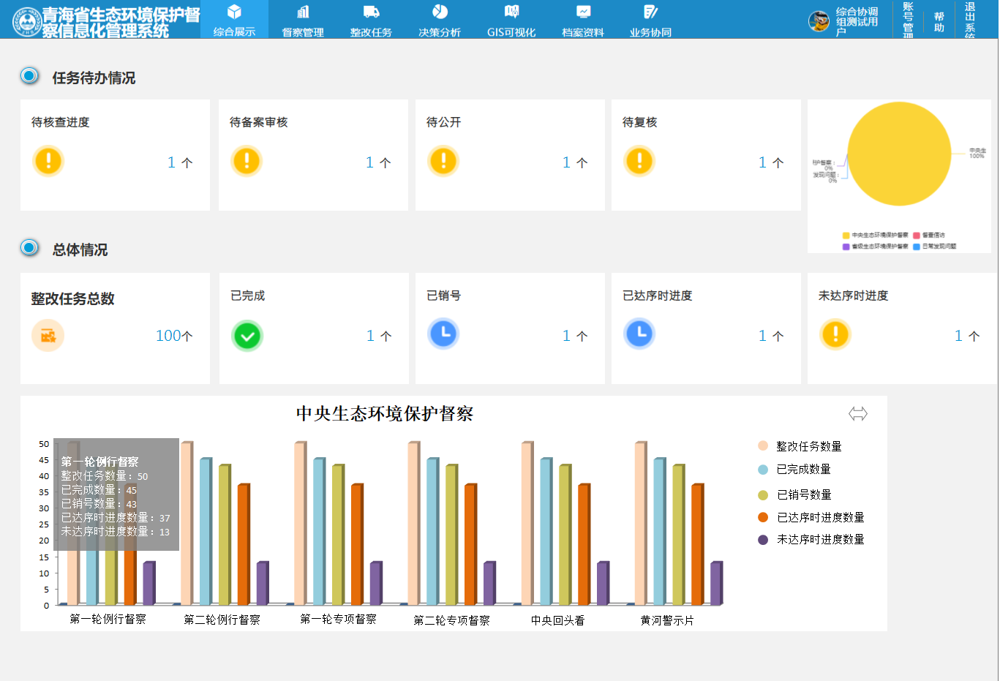 青海省生态环境保护督
察信息化管理系统
综合展示
督察管理
整改任务
决策分析
GIS可视化
档案资料
业务协同
综合协调
组测试用
户
账
号
管
理
帮
助
退
出
系
统
任务待办情况
待核查进度
1 个
待备案审核
1 个
待公开
1 个
待复核
1 个
中央生
100%
护督察：
0%
发现问题：
0%
中央生态环境保护督察
督查信访
省级生态环境保护督察
日常发现问题
总体情况
整改任务总数
100个
已完成
1 个
已销号
1 个
已达序时进度
1 个
未达序时进度
1 个
中央生态环境保护督察
50
45
40
35
30
25
20
15
10
5
0
第一轮例行督察
整改任务数量：50
已完成数量：45
已销号数量：43
已达序时进度数量：37
未达序时进度数量：13
整改任务数量
已完成数量
已销号数量
已达序时进度数量
未达序时进度数量
第一轮例行督察
第二轮例行督察
第一轮专项督察
第二轮专项督察
中央回头看
黄河警示片